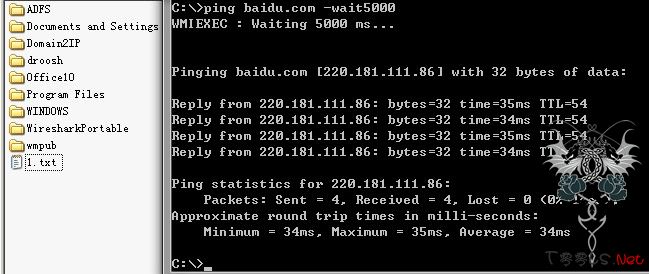 ADFS
Documents and Settings
Domain2IP
droosh
Office10
Program Files
WINDOWS
WiresharkPortable
wmpub
1.txt
C:\>ping baidu.com -wait5000
WMIEXEC : Waiting 5000 ms...
Pinging baidu.com [220.181.111.86] with 32 bytes of data:
Reply from 220.181.111.86: bytes=32 time=35ms TTL=54
Reply from 220.181.111.86: bytes=32 time=34ms TTL=54
Reply from 220.181.111.86: bytes=32 time=35ms TTL=54
Reply from 220.181.111.86: bytes=32 time=34ms TTL=
Ping statistics for 220.181.111.86:
Packets: Sent = 4, Received = 4, Lost = 0 (0%
Approximate round trip times in milli-seconds:
Minimum = 34ms, Maximum = 35ms, Average = 34ms
C:\>_
T00LS.Net